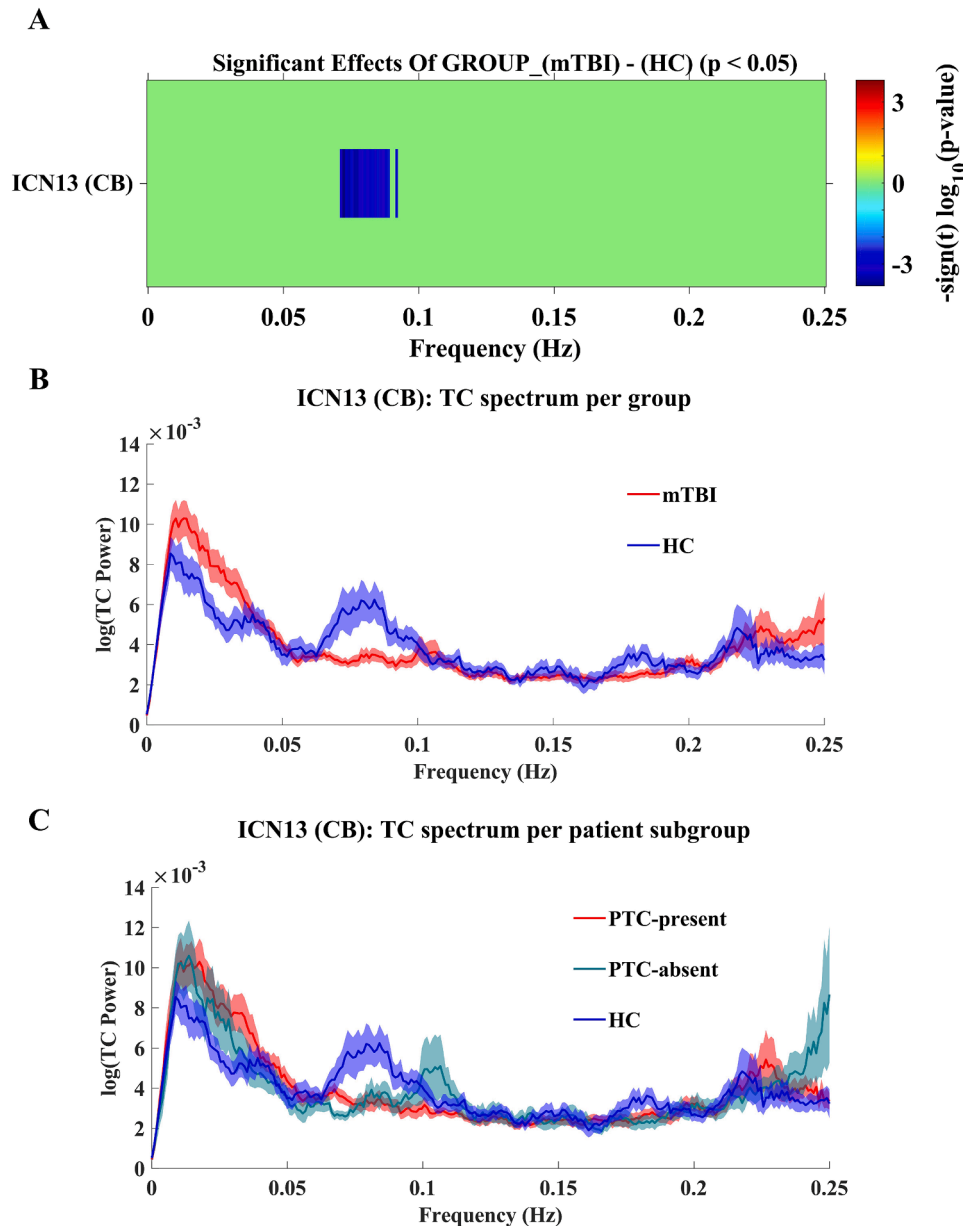 A
Significant Effects Of GROUP_(mTBI) - (HC) (p < 0.05)
ICN13 (CB)
3
0
-3
-sign(t) log10(p-value)
0 0.05 0.1 0.15 0.2 0.25
Frequency (Hz)
B
ICN13 (CB): TC spectrum per group
×10-3
14
12
10
8
6
4
2
0
log(TC Power)
mTBI
HC
0 0.05 0.1 0.15 0.2 0.25
Frequency (Hz)
C
ICN13 (CB): TC spectrum per patient subgroup
×10-3
14
12
10
8
6
4
2
0
log(TC Power)
PTC-present
PTC-absent
HC
0 0.05 0.1 0.15 0.2 0.25
Frequency (Hz)